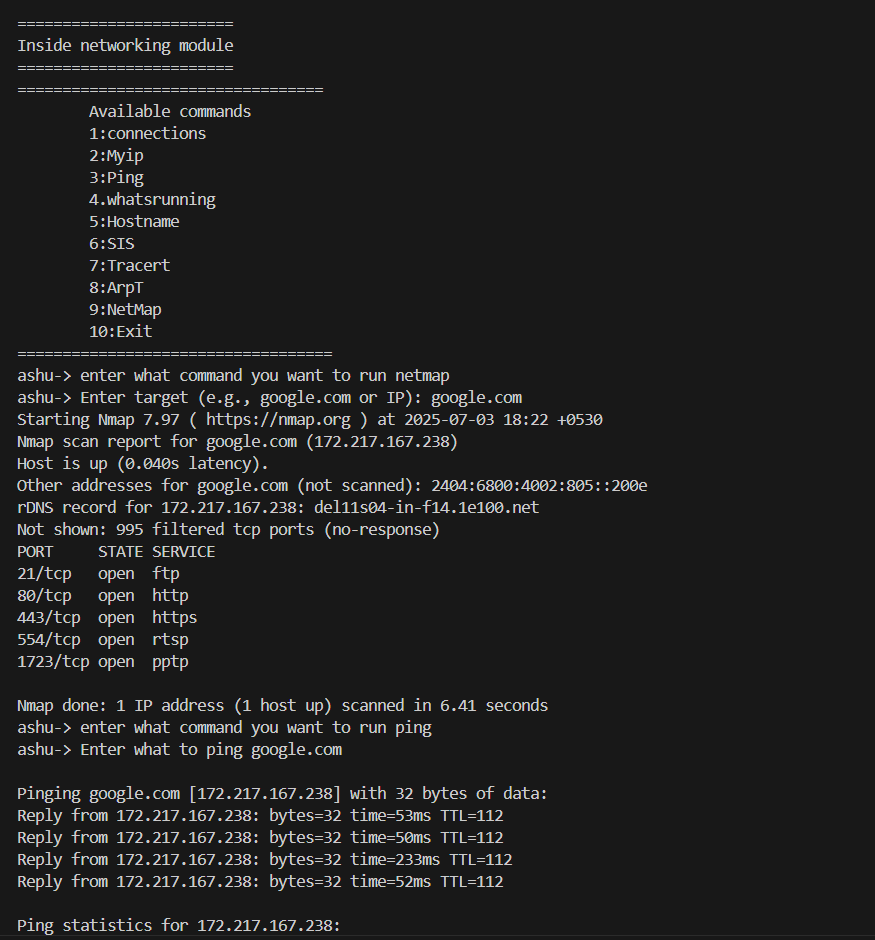 ========================
Inside networking module
========================
==================================
Available commands
1:connections
2:Myip
3:Ping
4.whatsrunning
5:Hostname
6:SIS
7:Tracert
8:ArpT
9:NetMap
10:Exit
===================================
ashu-> enter what command you want to run netmap
ashu-> Enter target (e.g., google.com or IP): google.com
Starting Nmap 7.97 ( https://nmap.org ) at 2025-07-03 18:22 +0530
Nmap scan report for google.com (172.217.167.238)
Host is up (0.040s latency).
Other addresses for google.com (not scanned): 2404:6800:4002:805::200e
rDNS record for 172.217.167.238: del11s04-in-f14.1e100.net
Not shown: 995 filtered tcp ports (no-response)
PORT     STATE SERVICE
21/tcp   open  ftp
80/tcp   open  http
443/tcp  open  https
554/tcp  open  rtsp
1723/tcp open  pptp
Nmap done: 1 IP address (1 host up) scanned in 6.41 seconds
ashu-> enter what command you want to run ping
ashu-> Enter what to ping google.com
Pinging google.com [172.217.167.238] with 32 bytes of data:
Reply from 172.217.167.238: bytes=32 time=53ms TTL=112
Reply from 172.217.167.238: bytes=32 time=50ms TTL=112
Reply from 172.217.167.238: bytes=32 time=233ms TTL=112
Reply from 172.217.167.238: bytes=32 time=52ms TTL=112
Ping statistics for 172.217.167.238: